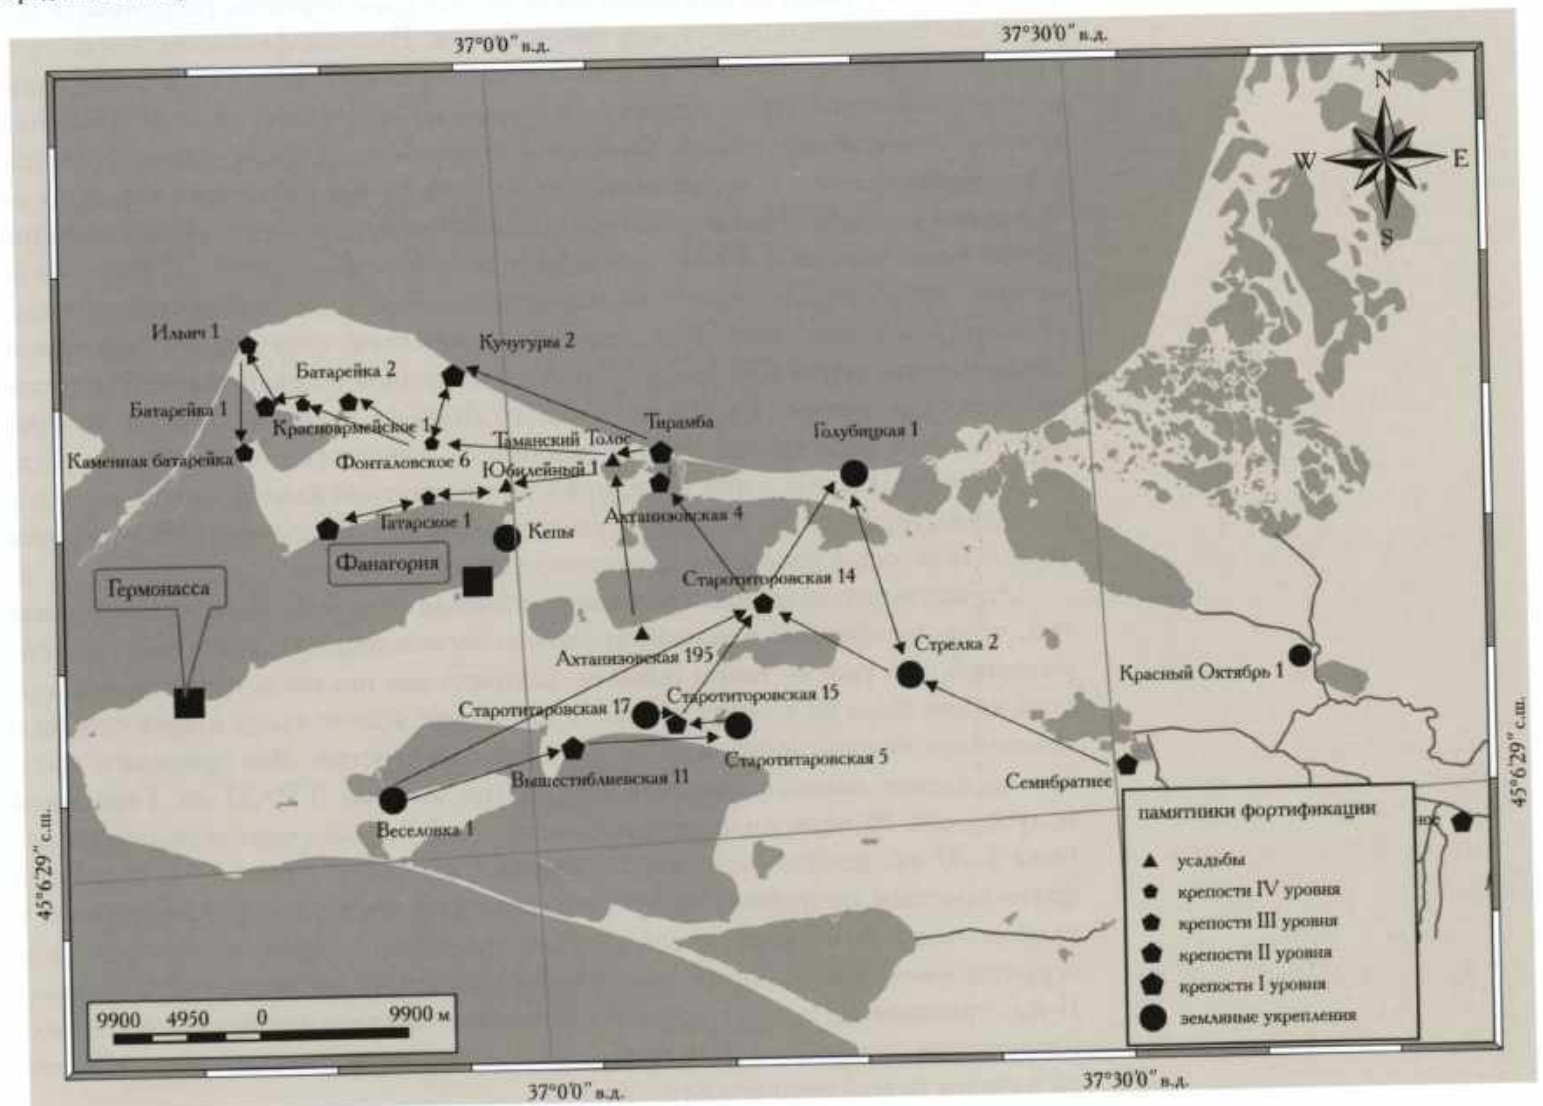 37°0'0" в.д.
37°30'0" в.д.
N
W
E
S
Ильич 1
Кучугуры 2
Батарейка 2
Батарейка 1
Красноармейское 1
Тирамба
Голубицкая 1
Таманский Толос
Каменная батарейка
Фонталовское 6
Юбилейный 1
Ахтанизовская 4
Татарское 1
Кепы
Фанагория
Гермонасса
Старотиторовская 14
Стрелка 2
Ахтанизовская 195
Красный Октябрь 1
Старотитаровская 17
Старотиторовская 15
Старотитаровская 5
Вышестиблиевская 11
Семибратнее
Веселовка 1
ное
памятники фортификации
усадьбы
крепости IV уровня
крепости III уровня
крепости II уровня
крепости I уровня
земляные укрепления
9900 4950 0 9900 м
45°6'29" с.ш.
45°6'29" с.ш.
37°0'0" в.д.
37°30'0" в.д.